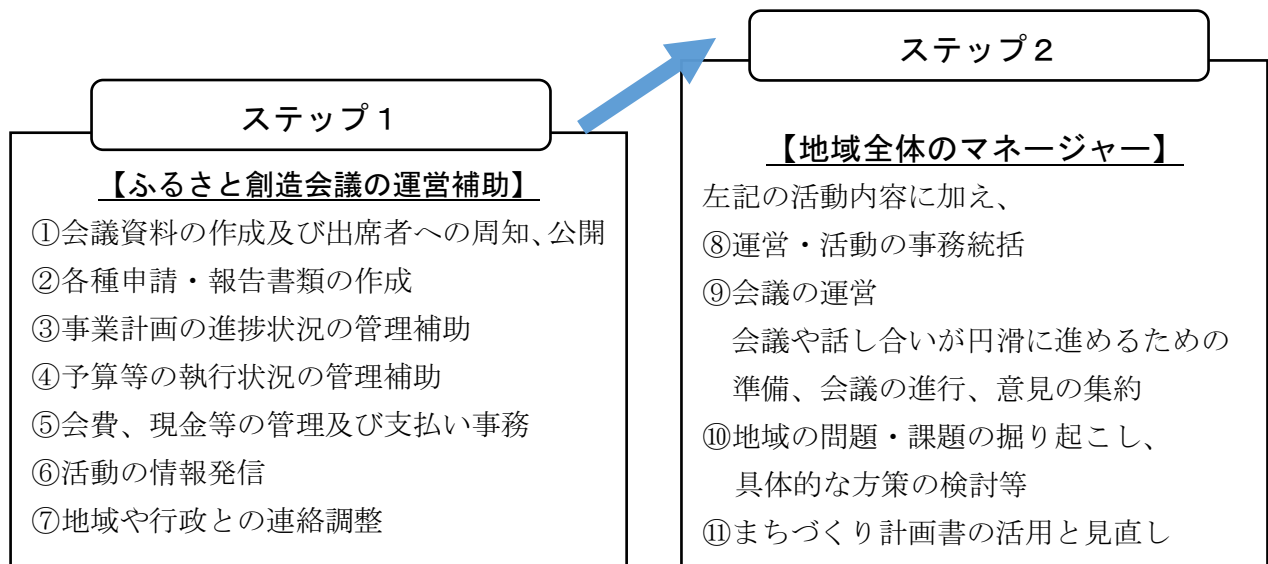 ステップ１
【ふるさと創造会議の運営補助】
①会議資料の作成及び出席者への周知、公開
②各種申請・報告書類の作成
③事業計画の進捗状況の管理補助
④予算等の執行状況の管理補助
⑤会費、現金等の管理及び支払い事務
⑥活動の情報発信
⑦地域や行政との連絡調整
ステップ２
【地域全体のマネージャー】
左記の活動内容に加え、
⑧運営・活動の事務統括
⑨会議の運営
会議や話し合いが円滑に進めるための
準備、会議の進行、意見の集約
⑩地域の問題・課題の掘り起こし、
具体的な方策の検討等
⑪まちづくり計画書の活用と見直し